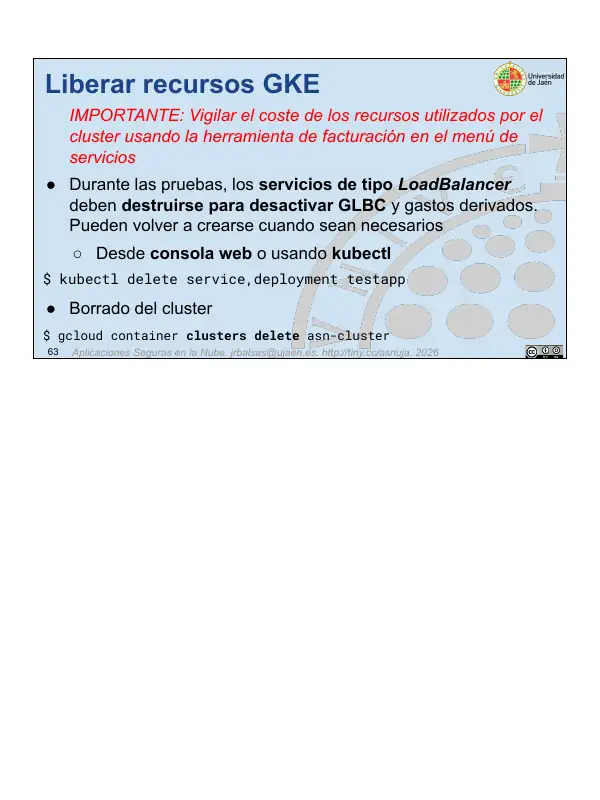 Liberar recursos GKE
Universidad
de Jaén
IMPORTANTE: Vigilar el coste de los recursos utilizados por el
cluster usando la herramienta de facturación en el menú de
servicios
● Durante las pruebas, los servicios de tipo LoadBalancer
deben destruirse para desactivar GLBC y gastos derivados.
Pueden volver a crearse cuando sean necesarios
○ Desde consola web o usando kubectl
$ kubectl delete service,deployment testapp
● Borrado del cluster
$ gcloud container clusters delete asn-cluster
63 Aplicaciones Seguras en la Nube. jrbalsas@ujaen.es. http://tiny.cc/asnuja. 2026